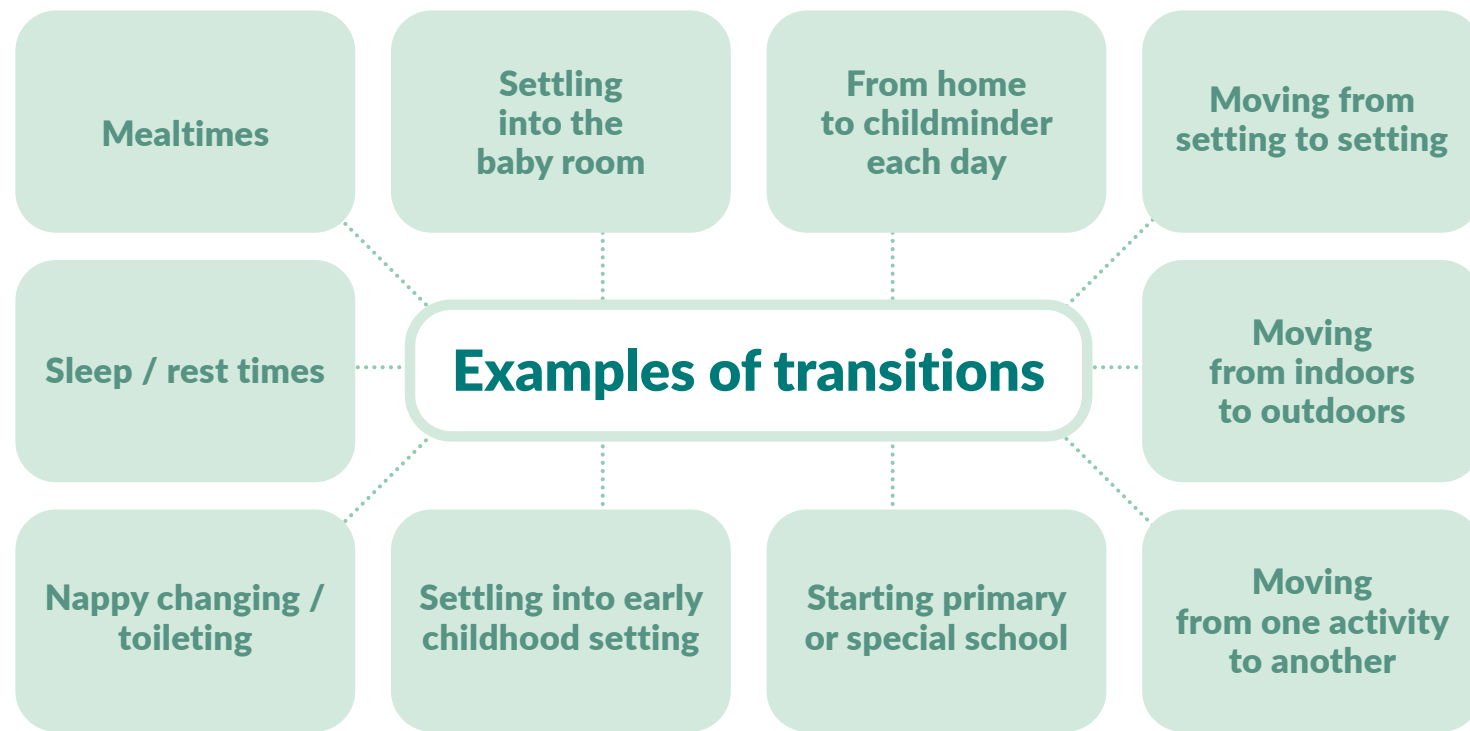 Mealtimes
Settling
into the
baby room
From home
to childminder
each day
Moving from
setting to setting
Sleep / rest times
Examples of transitions
Moving
from indoors
to outdoors
Nappy changing /
toileting
Settling into early
childhood setting
Starting primary
or special school
Moving
from one activity
to another